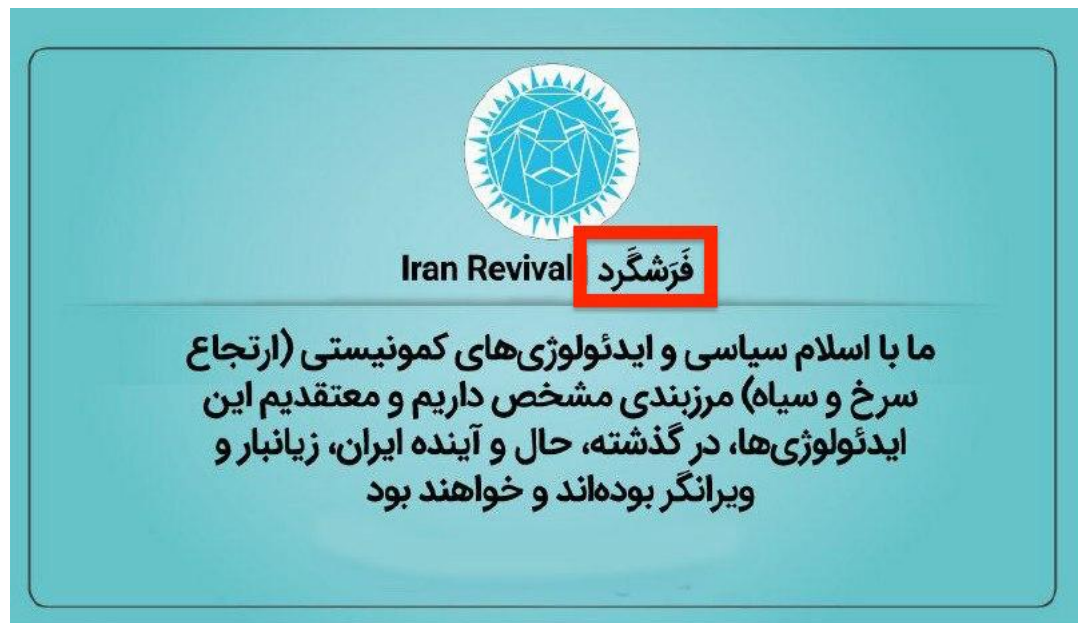 فَرَشگَرد Iran Revival
ما با اسلام سیاسی و ایدئولوژی‌های کمونیستی (ارتجاع
سرخ و سیاه) مرزبندی مشخص داریم و معتقدیم این
ایدئولوژی‌ها، در گذشته، حال و آینده ایران، زیانبار و
ویرانگر بوده‌اند و خواهند بود